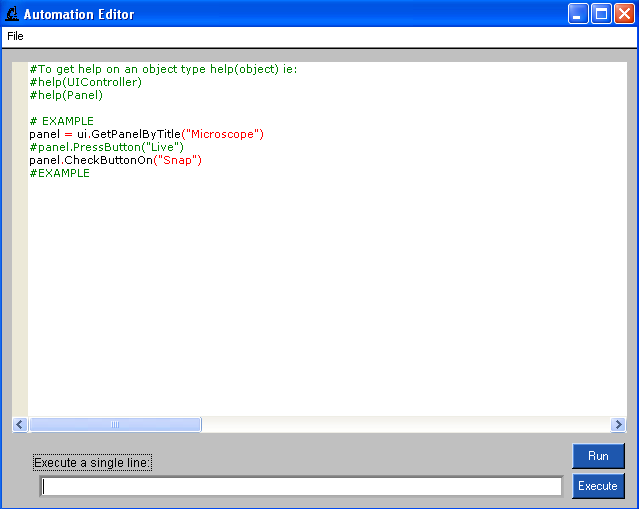 Automation Editor
File
#To get help on an object type help(object) ie:
#help(UIController)
#help(Panel)
# EXAMPLE
panel = ui.GetPanelByTitle("Microscope")
#panel.PressButton("Live")
panel.CheckButtonOn("Snap")
#EXAMPLE
Run
Execute a single line:
Execute